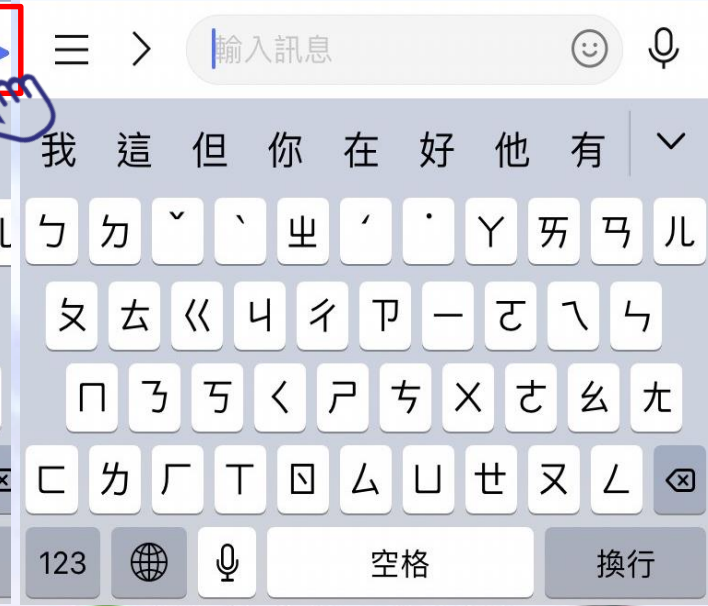 輸入訊息
我 這 但 你 在 好 他 有
ㄅ ㄉ ˇ ˋ ㄓ ˊ ˙ ㄚ ㄞ ㄢ ㄦ
ㄆ ㄊ ㄍ ㄐ ㄔ ㄗ ㄧ ㄛ ㄟ ㄣ
ㄇ ㄋ ㄎ ㄑ ㄕ ㄘ ㄨ ㄜ ㄠ ㄤ
ㄈ ㄌ ㄏ ㄒ ㄖ ㄙ ㄩ ㄝ ㄡ ㄥ
123 空格 換行